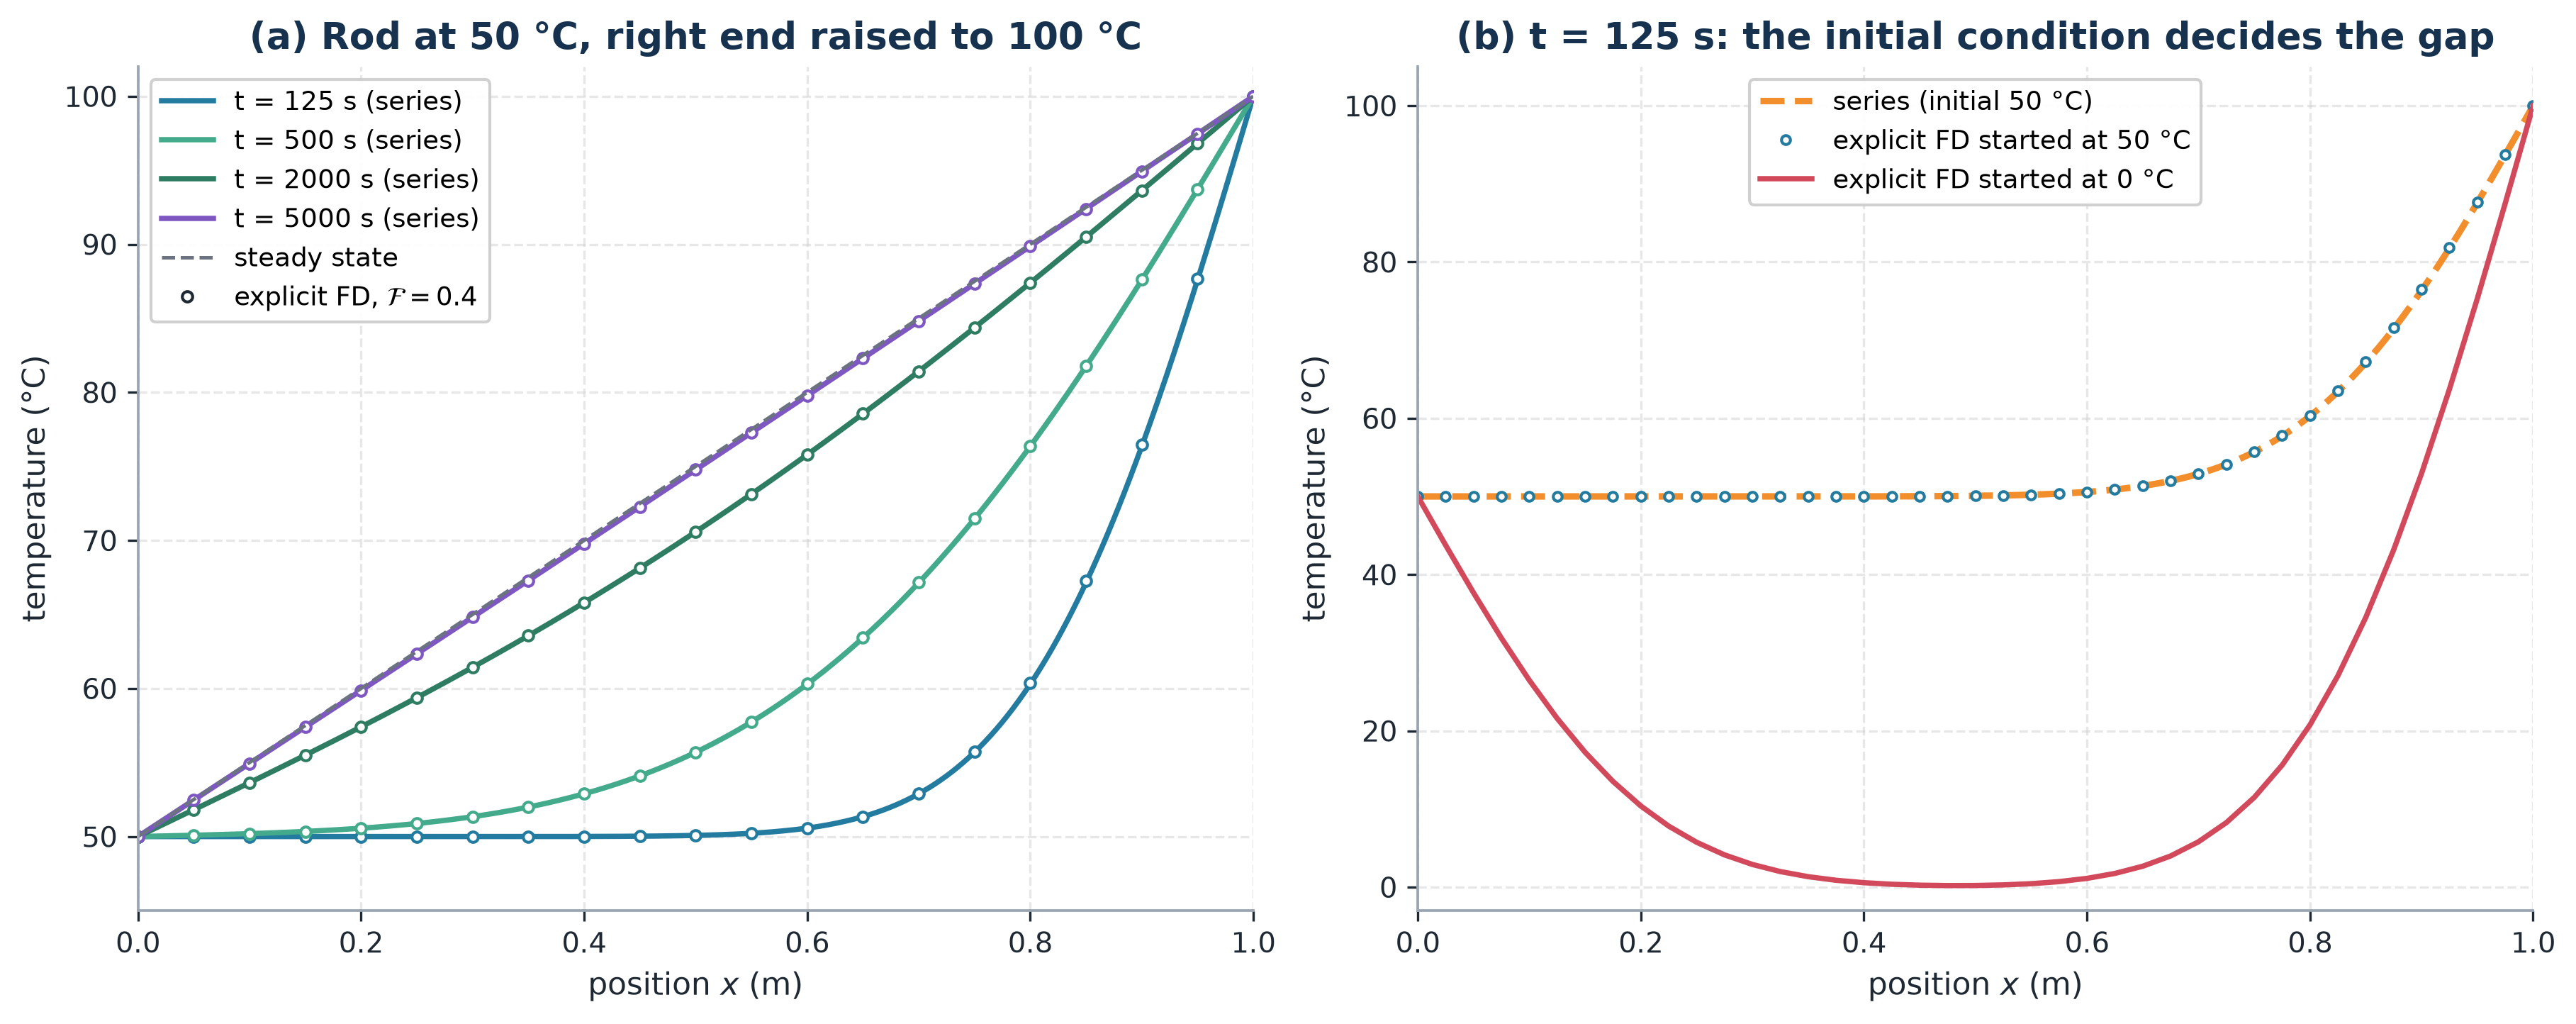 (a) Rod at 50 °C, right end raised to 100 °C
t = 125 s (series)
t = 500 s (series)
t = 2000 s (series)
t = 5000 s (series)
steady state
explicit FD, ℱ = 0.4
100
90
80
70
60
50
temperature (°C)
0.0
0.2
0.4
0.6
0.8
1.0
position x (m)
(b) t = 125 s: the initial condition decides the gap
series (initial 50 °C)
explicit FD started at 50 °C
explicit FD started at 0 °C
100
80
60
40
20
0
temperature (°C)
0.0
0.2
0.4
0.6
0.8
1.0
position x (m)